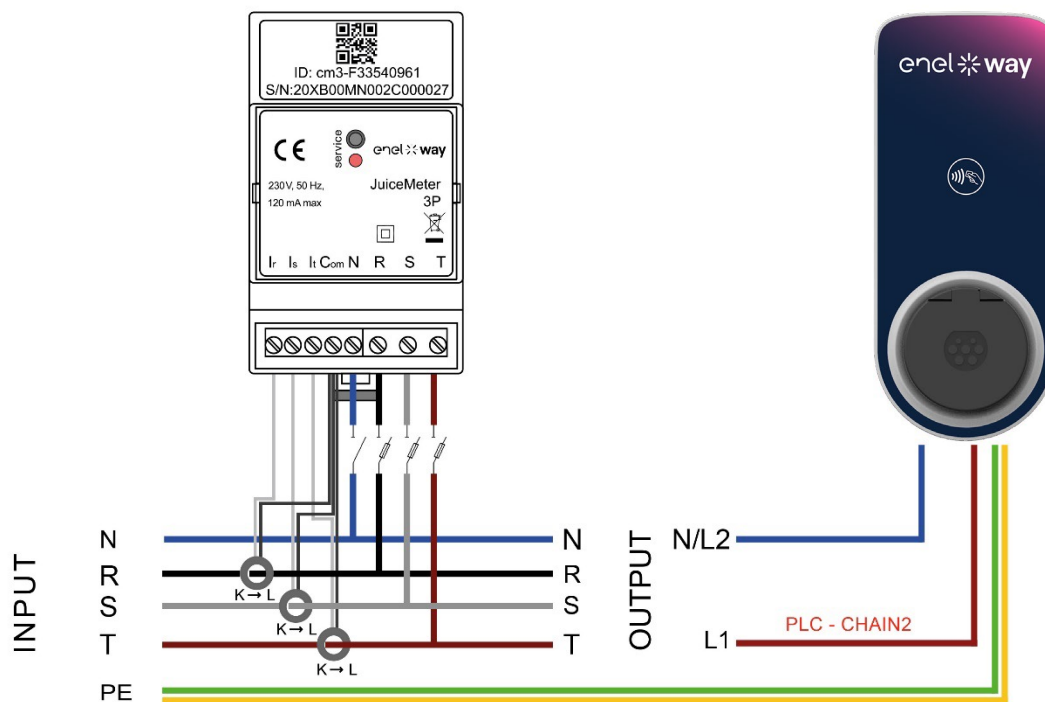 ID: cm3-F33540961
S/N:20XB00MN002C000027
CE
service
enel way
230V, 50 Hz,
120 mA max
JuiceMeter
3P
Ir Is It Com N R S T
enel way
INPUT
N
R
S
T
PE
K→L
K→L
K→L
N
R
S
T
OUTPUT
N/L2
L1
PLC - CHAIN2